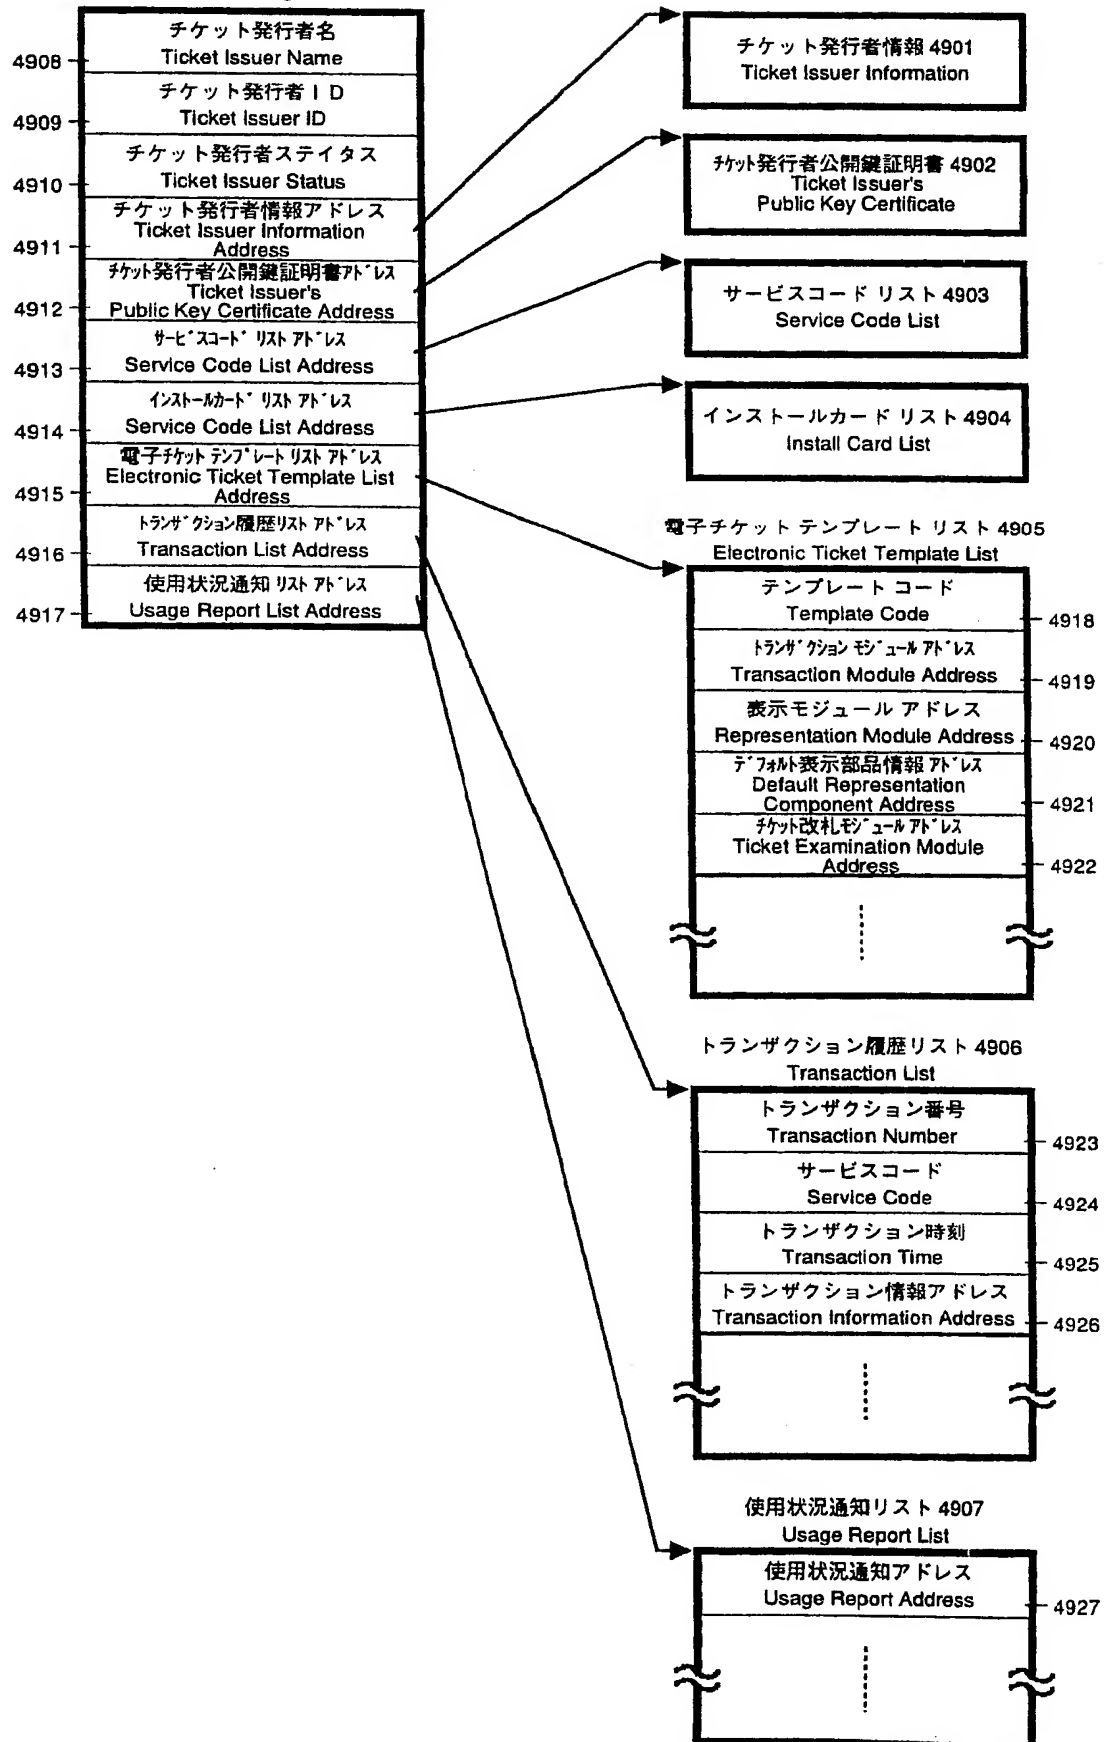 チケット発行者名
Ticket Issuer Name
4908
チケット発行者ＩＤ
Ticket Issuer ID
4909
チケット発行者ステイタス
Ticket Issuer Status
4910
チケット発行者情報アドレス
Ticket Issuer Information
Address
4911
チケット発行者公開鍵証明書アドレス
Ticket Issuer's
Public Key Certificate Address
4912
サービスコード リスト アドレス
Service Code List Address
4913
インストールカード リスト アドレス
Service Code List Address
4914
電子チケット テンプレート リスト アドレス
Electronic Ticket Template List
Address
4915
トランザクション履歴リスト アドレス
Transaction List Address
4916
使用状況通知 リスト アドレス
Usage Report List Address
4917
チケット発行者情報 4901
Ticket Issuer Information
チケット発行者公開鍵証明書 4902
Ticket Issuer's
Public Key Certificate
サービスコード リスト 4903
Service Code List
インストールカード リスト 4904
Install Card List
電子チケット テンプレート リスト 4905
Electronic Ticket Template List
テンプレート コード
Template Code
4918
トランザクション モジュール アドレス
Transaction Module Address
4919
表示モジュール アドレス
Representation Module Address
4920
デフォルト表示部品情報 アドレス
Default Representation
Component Address
4921
チケット改札モジュール アドレス
Ticket Examination Module
Address
4922
トランザクション履歴リスト 4906
Transaction List
トランザクション番号
Transaction Number
4923
サービスコード
Service Code
4924
トランザクション時刻
Transaction Time
4925
トランザクション情報アドレス
Transaction Information Address
4926
使用状況通知リスト 4907
Usage Report List
使用状況通知アドレス
Usage Report Address
4927